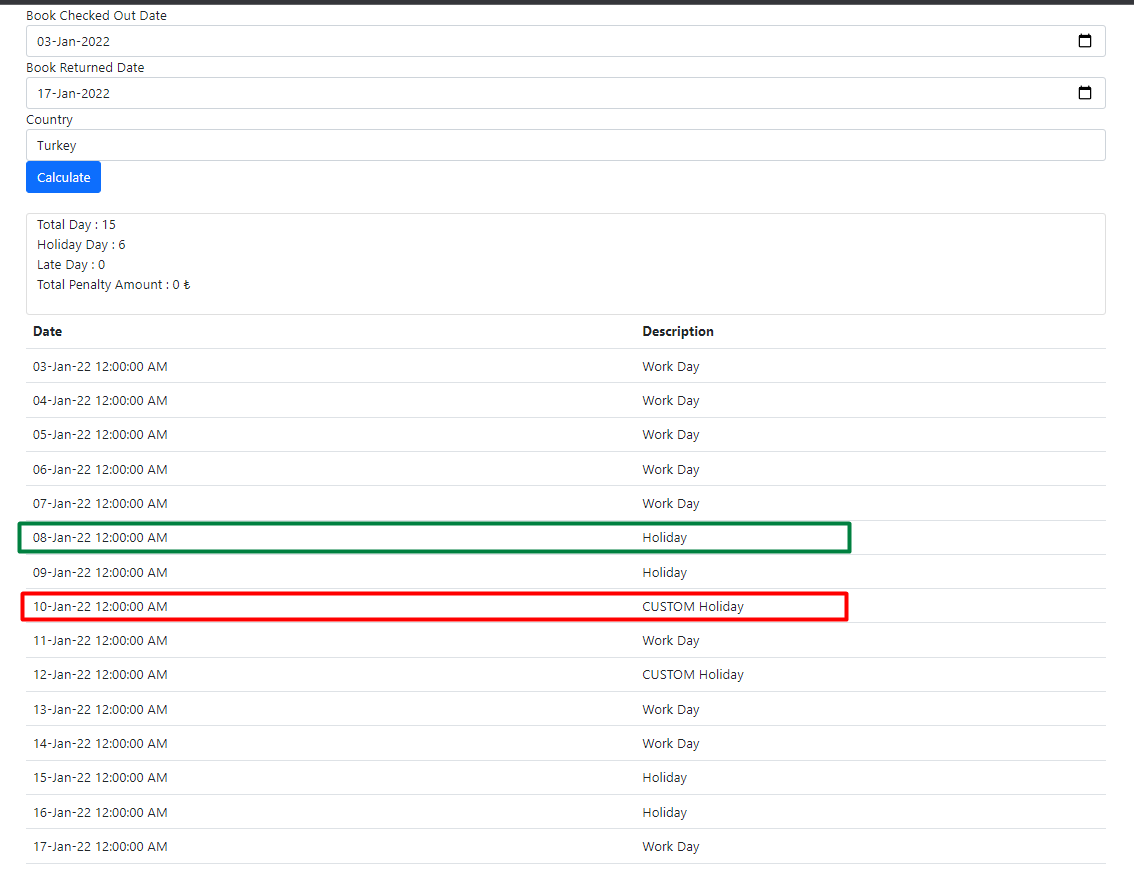 Book Checked Out Date
03-Jan-2022
Book Returned Date
17-Jan-2022
Country
Turkey
Calculate
Total Day : 15
Holiday Day : 6
Late Day : 0
Total Penalty Amount : 0 ₺
Date Description
03-Jan-22 12:00:00 AM Work Day
04-Jan-22 12:00:00 AM Work Day
05-Jan-22 12:00:00 AM Work Day
06-Jan-22 12:00:00 AM Work Day
07-Jan-22 12:00:00 AM Work Day
08-Jan-22 12:00:00 AM Holiday
09-Jan-22 12:00:00 AM Holiday
10-Jan-22 12:00:00 AM CUSTOM Holiday
11-Jan-22 12:00:00 AM Work Day
12-Jan-22 12:00:00 AM CUSTOM Holiday
13-Jan-22 12:00:00 AM Work Day
14-Jan-22 12:00:00 AM Work Day
15-Jan-22 12:00:00 AM Holiday
16-Jan-22 12:00:00 AM Holiday
17-Jan-22 12:00:00 AM Work Day